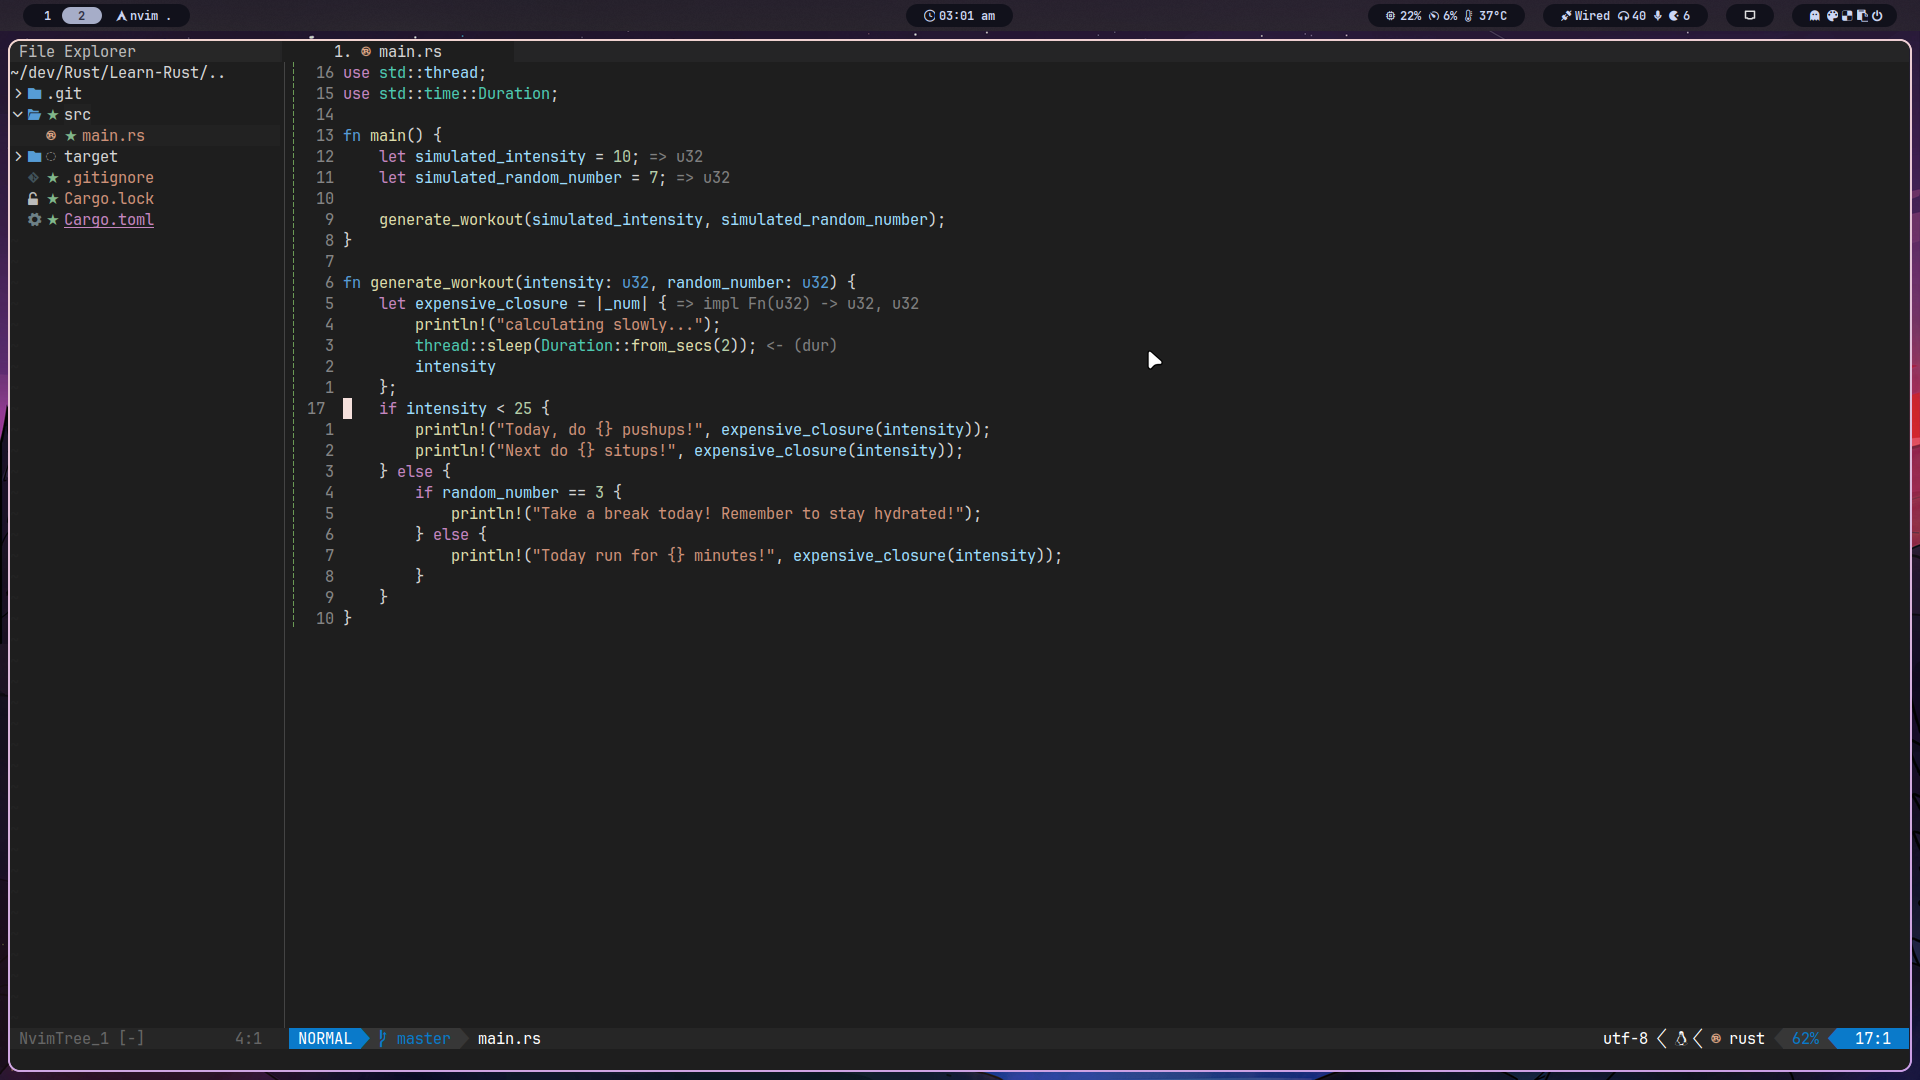 1 2 nvim .
03:01 am
22% 6% 37°C Wired 40 6
File Explorer
1. main.rs
~/dev/Rust/Learn-Rust/..
.git
src
main.rs
target
.gitignore
Cargo.lock
Cargo.toml
16 use std::thread;
15 use std::time::Duration;
14
13 fn main() {
12     let simulated_intensity = 10; => u32
11     let simulated_random_number = 7; => u32
10
9     generate_workout(simulated_intensity, simulated_random_number);
8 }
7
6 fn generate_workout(intensity: u32, random_number: u32) {
5     let expensive_closure = |_num| { => impl Fn(u32) -> u32, u32
4         println!("calculating slowly...");
3         thread::sleep(Duration::from_secs(2)); <- (dur)
2         intensity
1     };
17     if intensity < 25 {
1         println!("Today, do {} pushups!", expensive_closure(intensity));
2         println!("Next do {} situps!", expensive_closure(intensity));
3     } else {
4         if random_number == 3 {
5             println!("Take a break today! Remember to stay hydrated!");
6         } else {
7             println!("Today run for {} minutes!", expensive_closure(intensity));
8         }
9     }
10 }
NvimTree_1 [-] 4:1
NORMAL master main.rs
utf-8 rust 62% 17:1